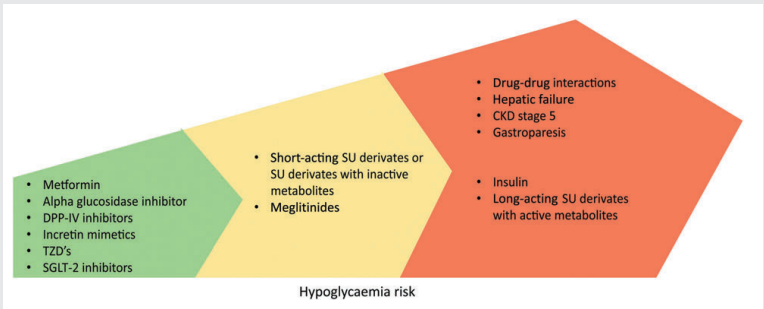 • Metformin
• Alpha glucosidase inhibitor
• DPP-IV inhibitors
• Incretin mimetics
• TZD's
• SGLT-2 inhibitors
• Short-acting SU derivates or
SU derivates with inactive
metabolites
• Meglitinides
• Drug-drug interactions
• Hepatic failure
• CKD stage 5
• Gastroparesis
• Insulin
• Long-acting SU derivates
with active metabolites
Hypoglycaemia risk